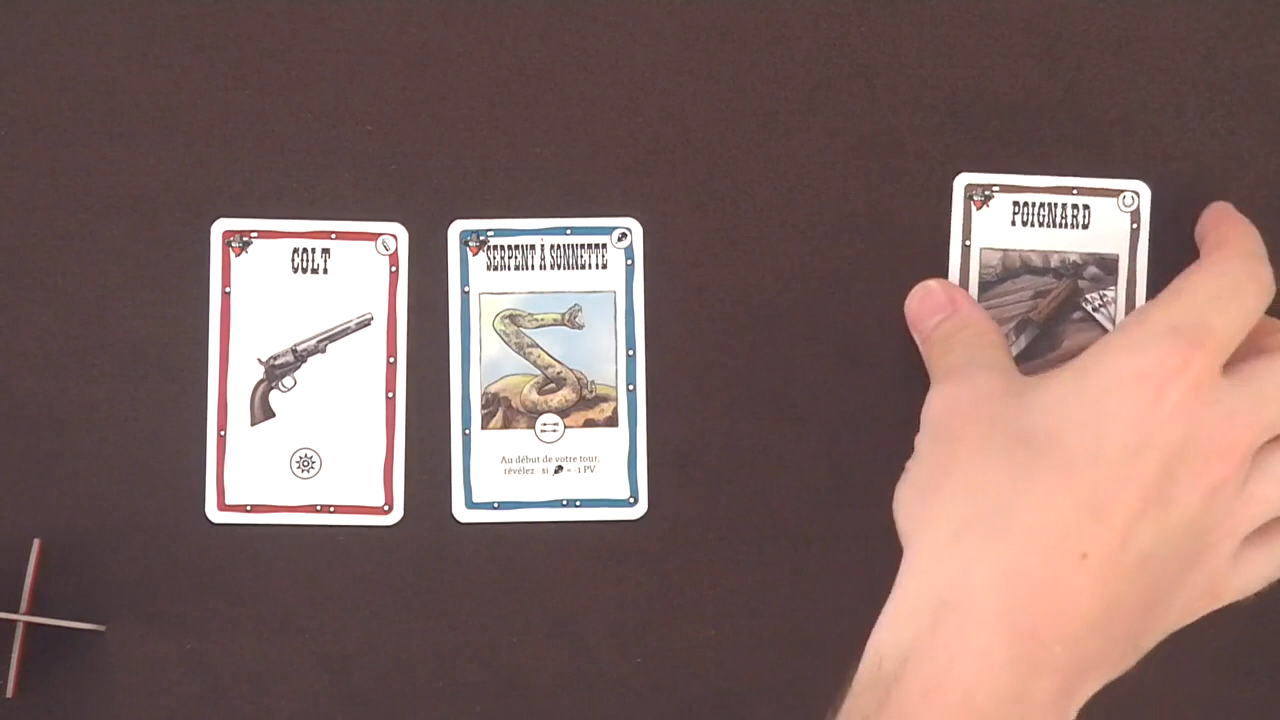 COLT
SERPENT À SONNETTE
Au début de votre tour,
révélez si = -1 PV
POIGNARD